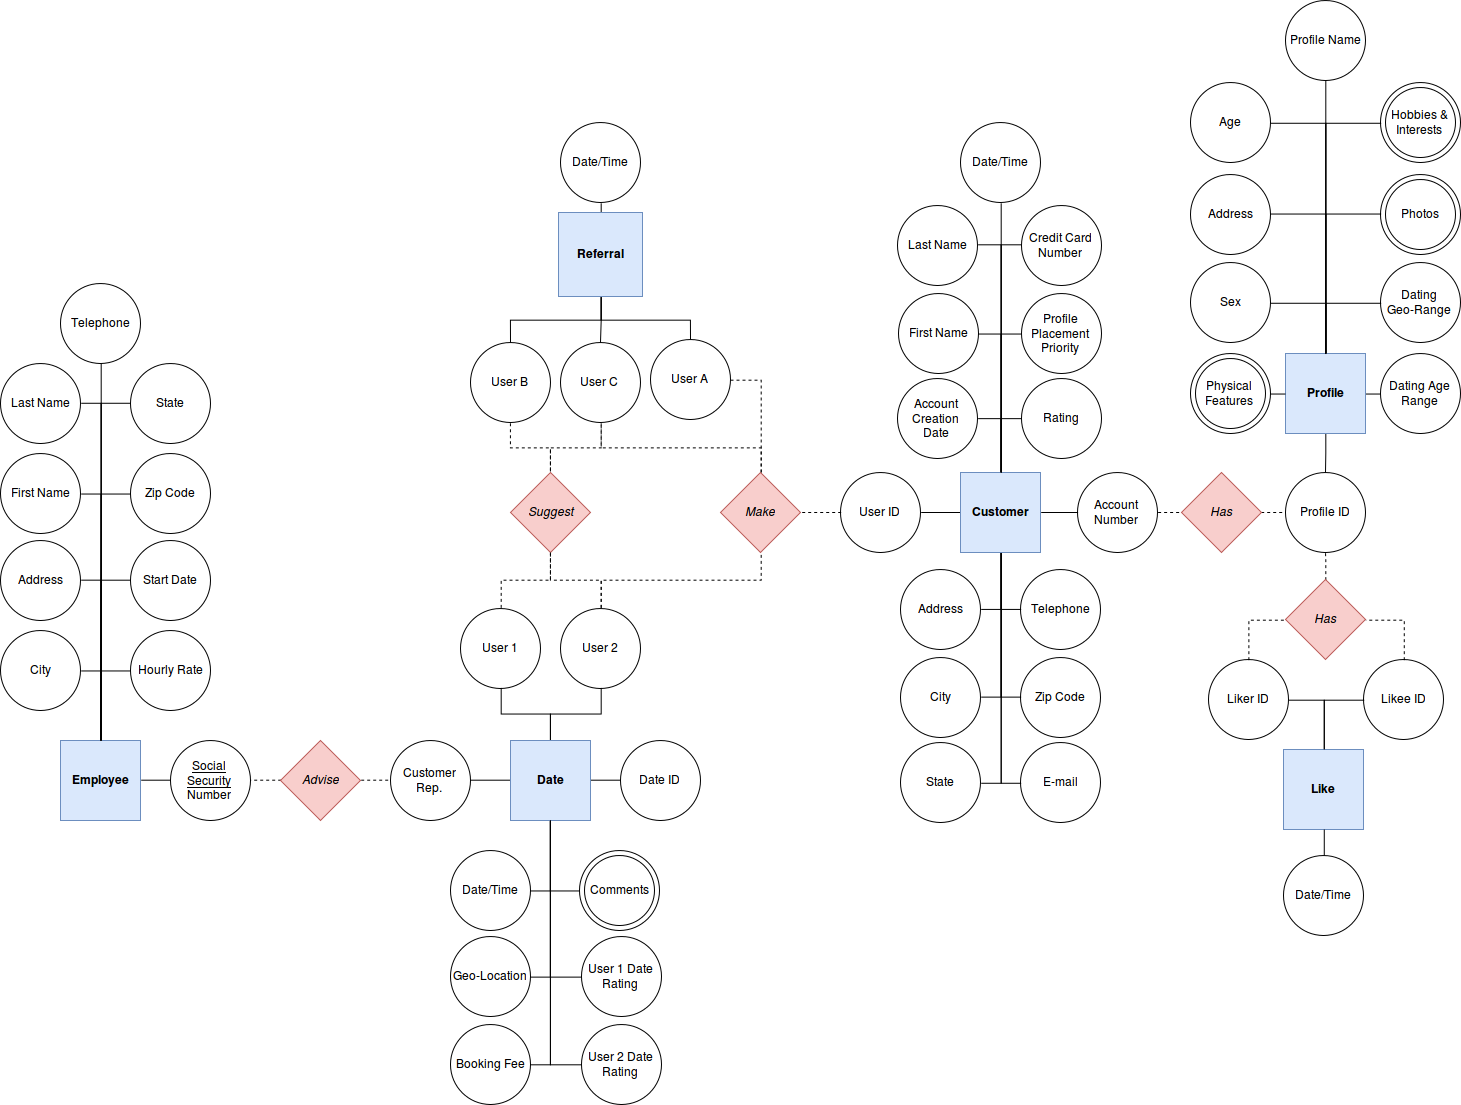 Profile Name
Age
Hobbies &
Interests
Date/Time
Date/Time
Address
Photos
Last Name
Credit Card
Number
Referral
Sex
Dating
Geo-Range
Telephone
First Name
Profile
Placement
Priority
User B
User C
User A
Physical
Features
Profile
Dating Age
Range
Last Name
State
Account
Creation
Date
Rating
First Name
Zip Code
Suggest
Make
User ID
Customer
Account
Number
Has
Profile ID
Address
Start Date
Address
Telephone
Has
User 1
User 2
City
Hourly Rate
City
Zip Code
Liker ID
Likee ID
Employee
Social
Security
Number
Advise
Customer
Rep.
Date
Date ID
State
E-mail
Like
Date/Time
Comments
Date/Time
Geo-Location
User 1 Date
Rating
Booking Fee
User 2 Date
Rating